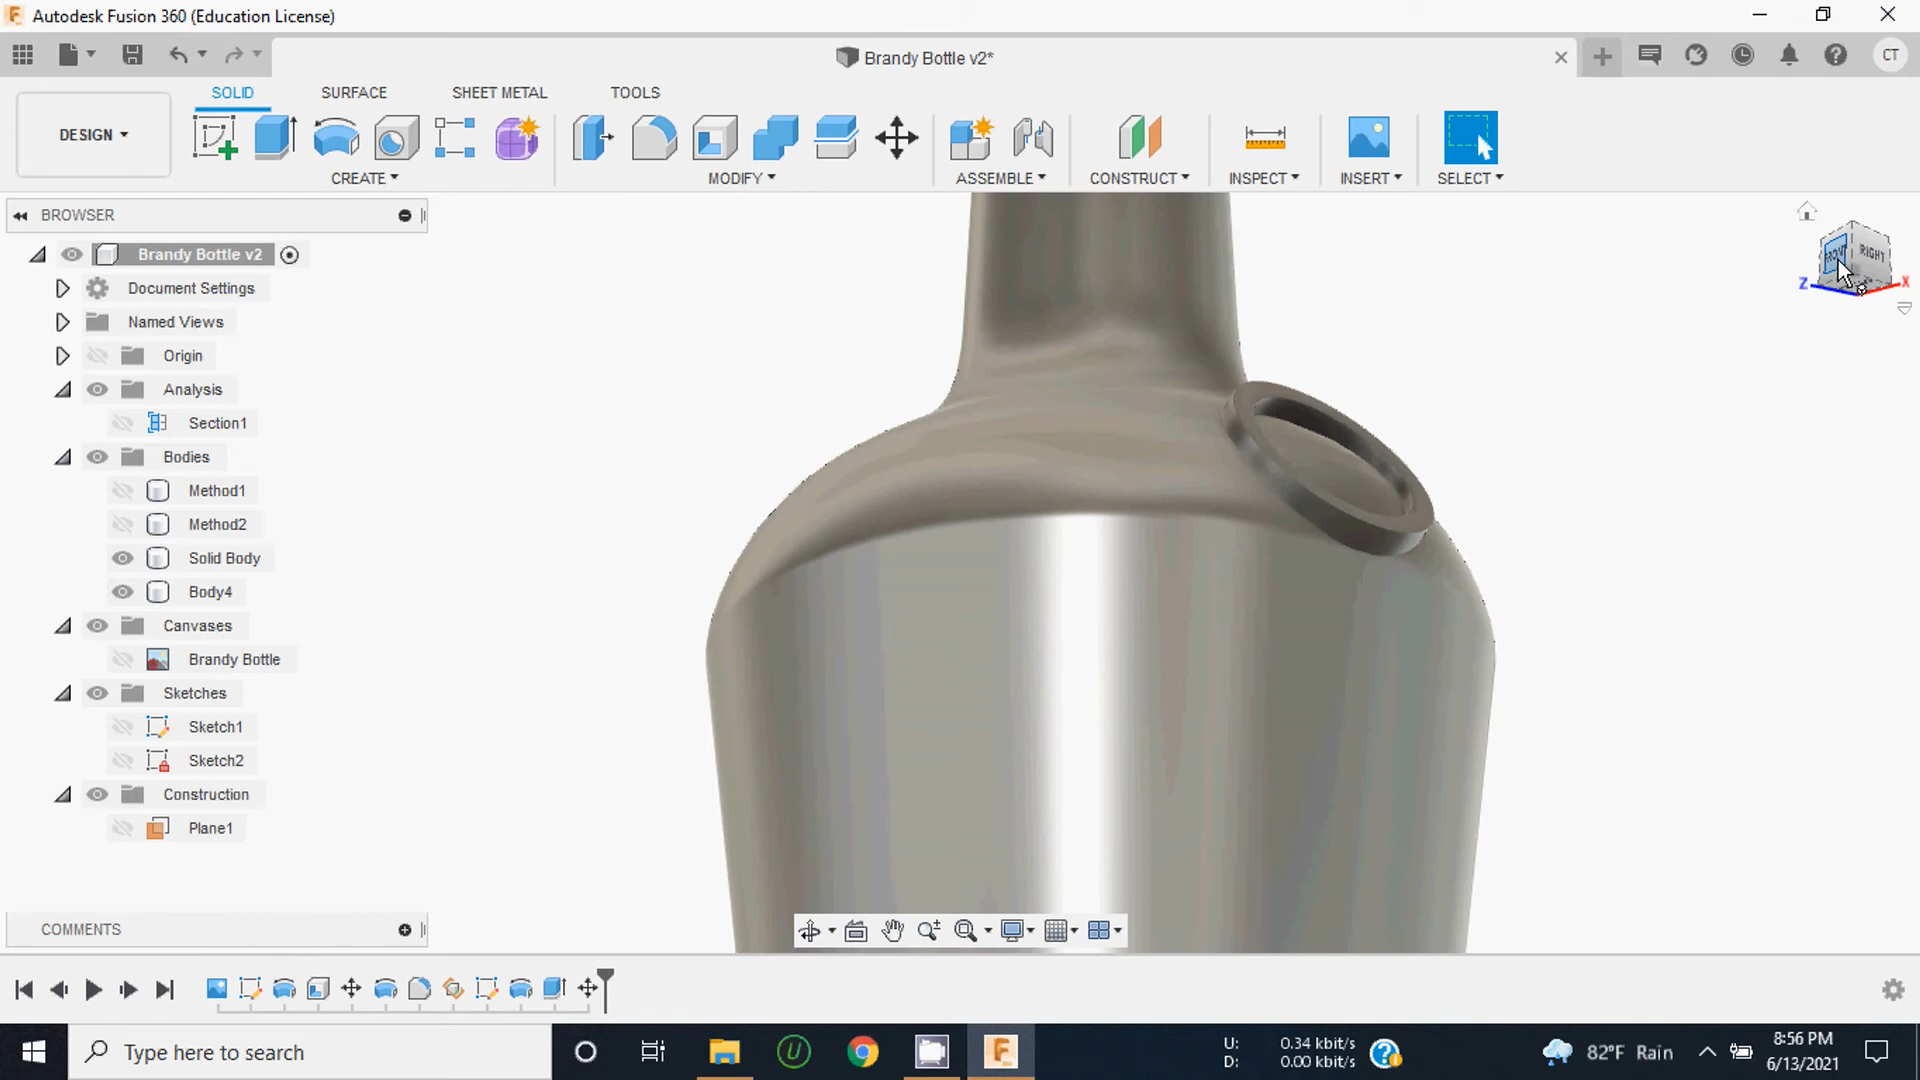 Autodesk Fusion 360 (Education License)
Brandy Bottle v2*
CT
SOLID SURFACE SHEET METAL TOOLS
DESIGN
CREATE MODIFY ASSEMBLE CONSTRUCT INSPECT INSERT SELECT
BROWSER
FRONT RIGHT
Z X
Brandy Bottle v2
Document Settings
Named Views
Origin
Analysis
Section1
Bodies
Method1
Method2
Solid Body
Body4
Canvases
Brandy Bottle
Sketches
Sketch1
Sketch2
Construction
Plane1
COMMENTS
Type here to search
U: 0.34 kbit/s
D: 0.00 kbit/s
82°F Rain
8:56 PM
6/13/2021